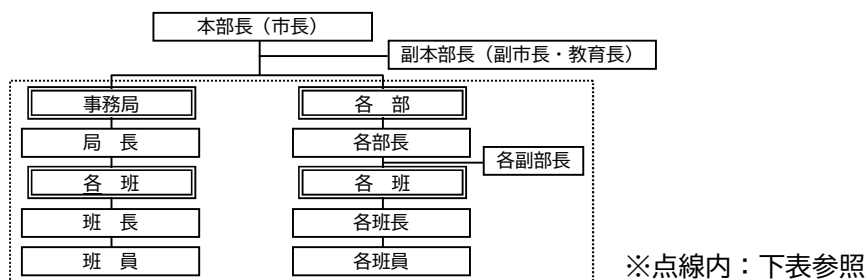 本部長（市長）
副本部長（副市長・教育長）
事務局
各　部
局　長
各部長
各副部長
各　班
各　班
班　長
各班長
班　員
各班員
※点線内：下表参照